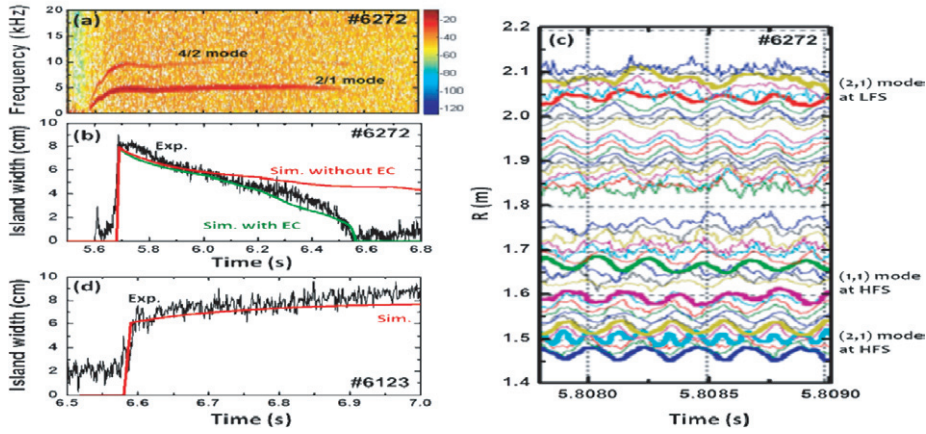 (a)
#6272
Frequency (kHz)
20
15
10
5
0
4/2 mode
2/1 mode
-20
-40
-60
-80
-100
-120
(b)
#6272
Island width (cm)
10
8
6
4
2
0
Exp.
Sim. without EC
Sim. with EC
5.6 5.8 6.0 6.2 6.4 6.6 6.8
Time (s)
(d)
Island width (cm)
10
8
6
4
2
0
Exp.
Sim.
#6123
6.5 6.6 6.7 6.8 6.9 7.0
Time (s)
(c)
#6272
R (m)
2.2
2.1
2.0
1.9
1.8
1.7
1.6
1.5
1.4
(2,1) modes
at LFS
(1,1) mode
at HFS
(2,1) modes
at HFS
5.8080 5.8085 5.8090
Time (s)